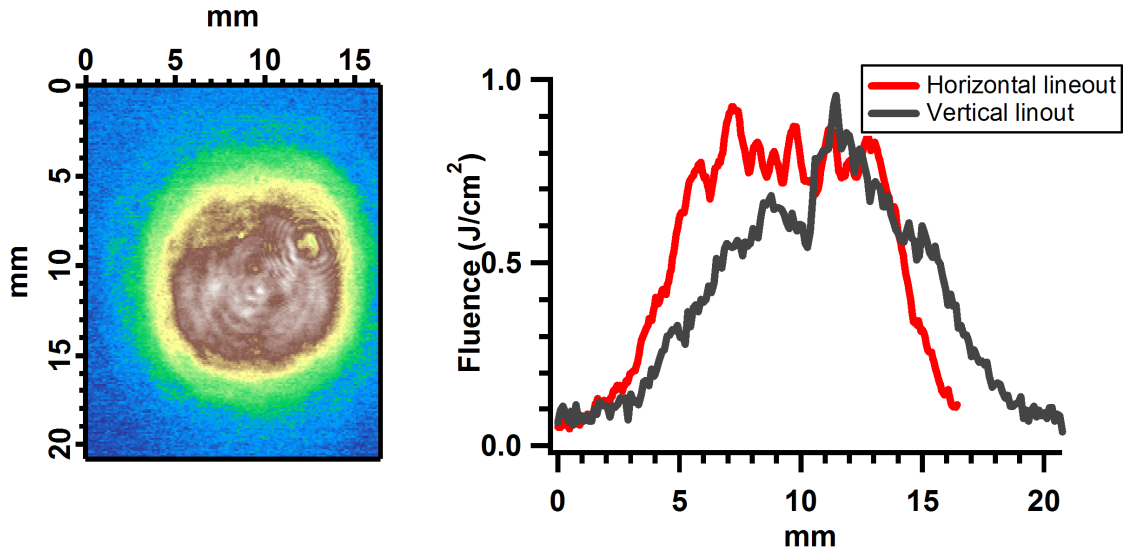 mm
0 5 10 15
0
5
10
15
20
mm
Horizontal lineout
Vertical linout
1.0
0.5
0.0
Fluence (J/cm²)
0 5 10 15 20
mm